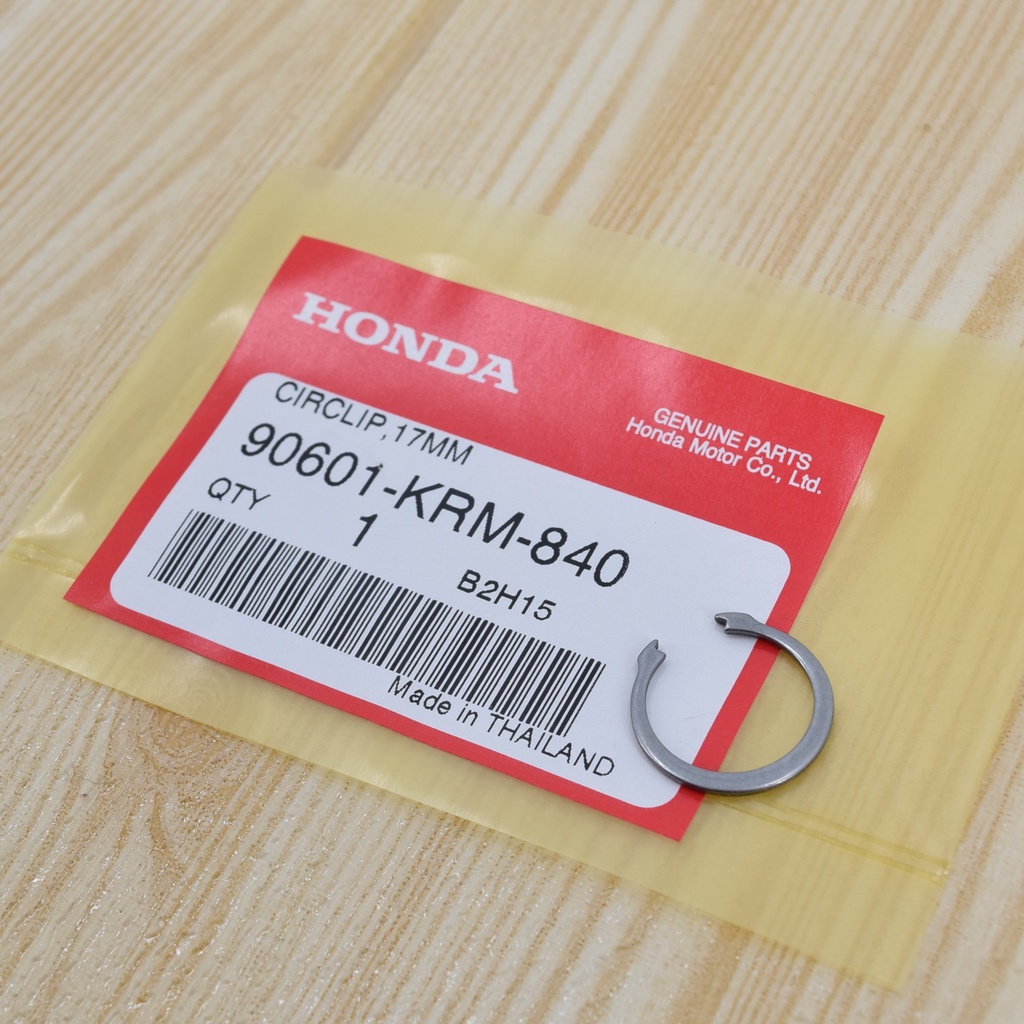 HONDA
GENUINE PARTS
Honda Motor Co., Ltd.
CIRCLIP,17MM
90601-KRM-840
QTY 1
B2H15
Made in THAILAND